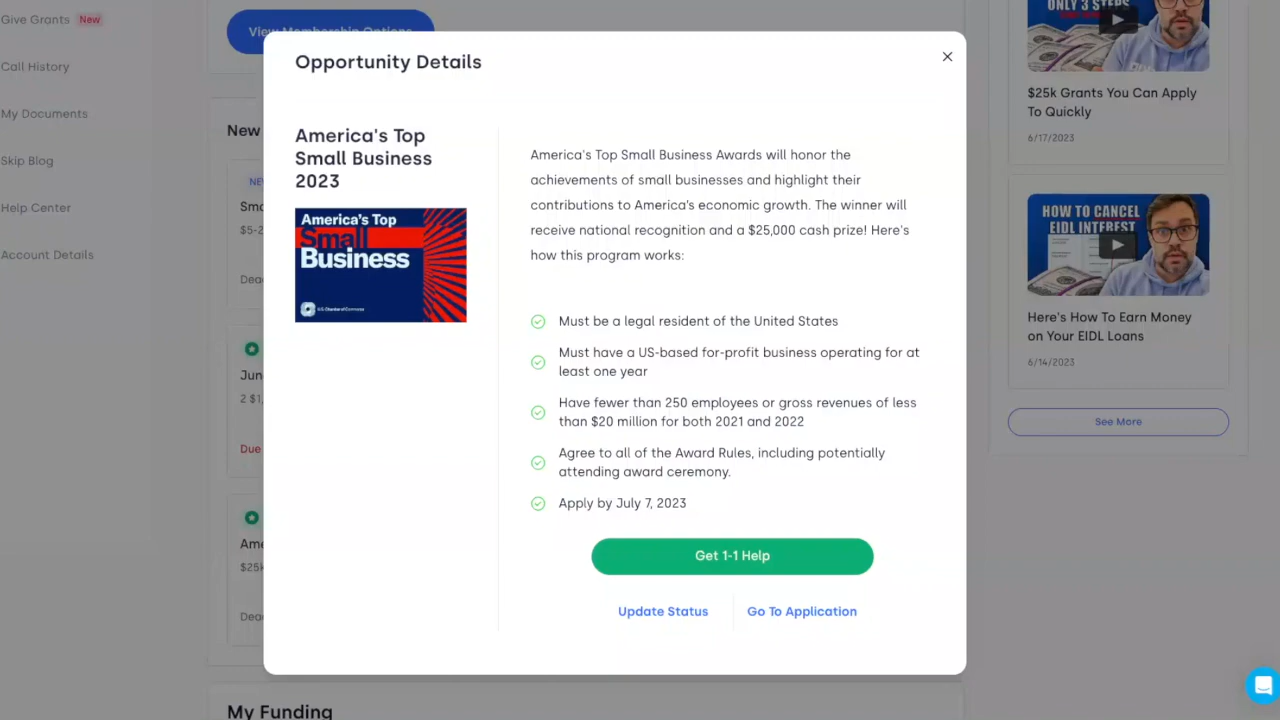 Give Grants New
Call History
My Documents
Skip Blog
Help Center
Account Details
View Membership Options
New
Due
My Funding
Opportunity Details
America's Top
Small Business
2023
America's Top
Small
Business
America's Top Small Business Awards will honor the
achievements of small businesses and highlight their
contributions to America's economic growth. The winner will
receive national recognition and a $25,000 cash prize! Here's
how this program works:
Must be a legal resident of the United States
Must have a US-based for-profit business operating for at
least one year
Have fewer than 250 employees or gross revenues of less
than $20 million for both 2021 and 2022
Agree to all of the Award Rules, including potentially
attending award ceremony.
Apply by July 7, 2023
Get 1-1 Help
Update Status
Go To Application
ONLY 3 STEPS
$25k Grants You Can Apply
To Quickly
6/17/2023
HOW TO CANCEL
EIDL INTEREST
Here's How To Earn Money
on Your EIDL Loans
6/14/2023
See More